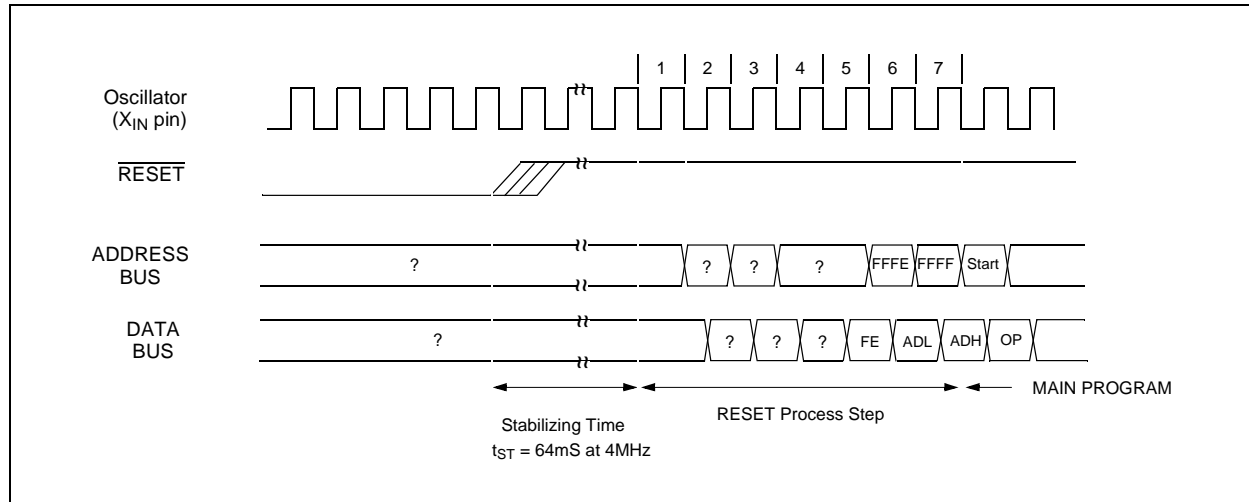 1 2 3 4 5 6 7
Oscillator
(XIN pin)
RESET
ADDRESS
BUS
? ? ? ? FFFE FFFF Start
DATA
BUS
? ? ? ? FE ADL ADH OP
MAIN PROGRAM
Stabilizing Time
tST = 64mS at 4MHz
RESET Process Step